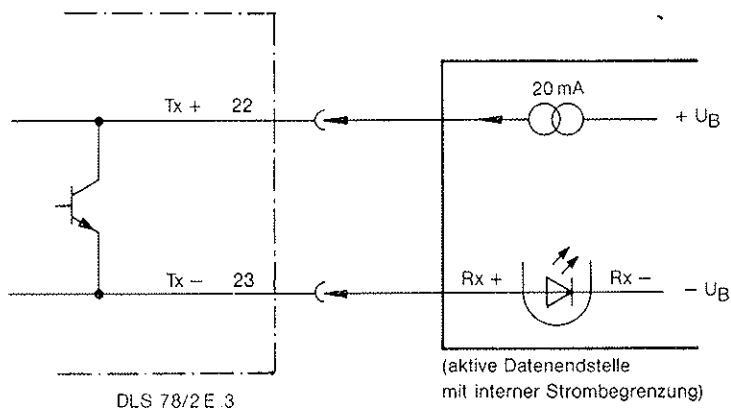 20 mA
Tx + 22
+ UB
Tx – 23
Rx +
Rx –
– UB
(aktive Datenendstelle
mit interner Strombegrenzung)
DLS 78/2 E.3